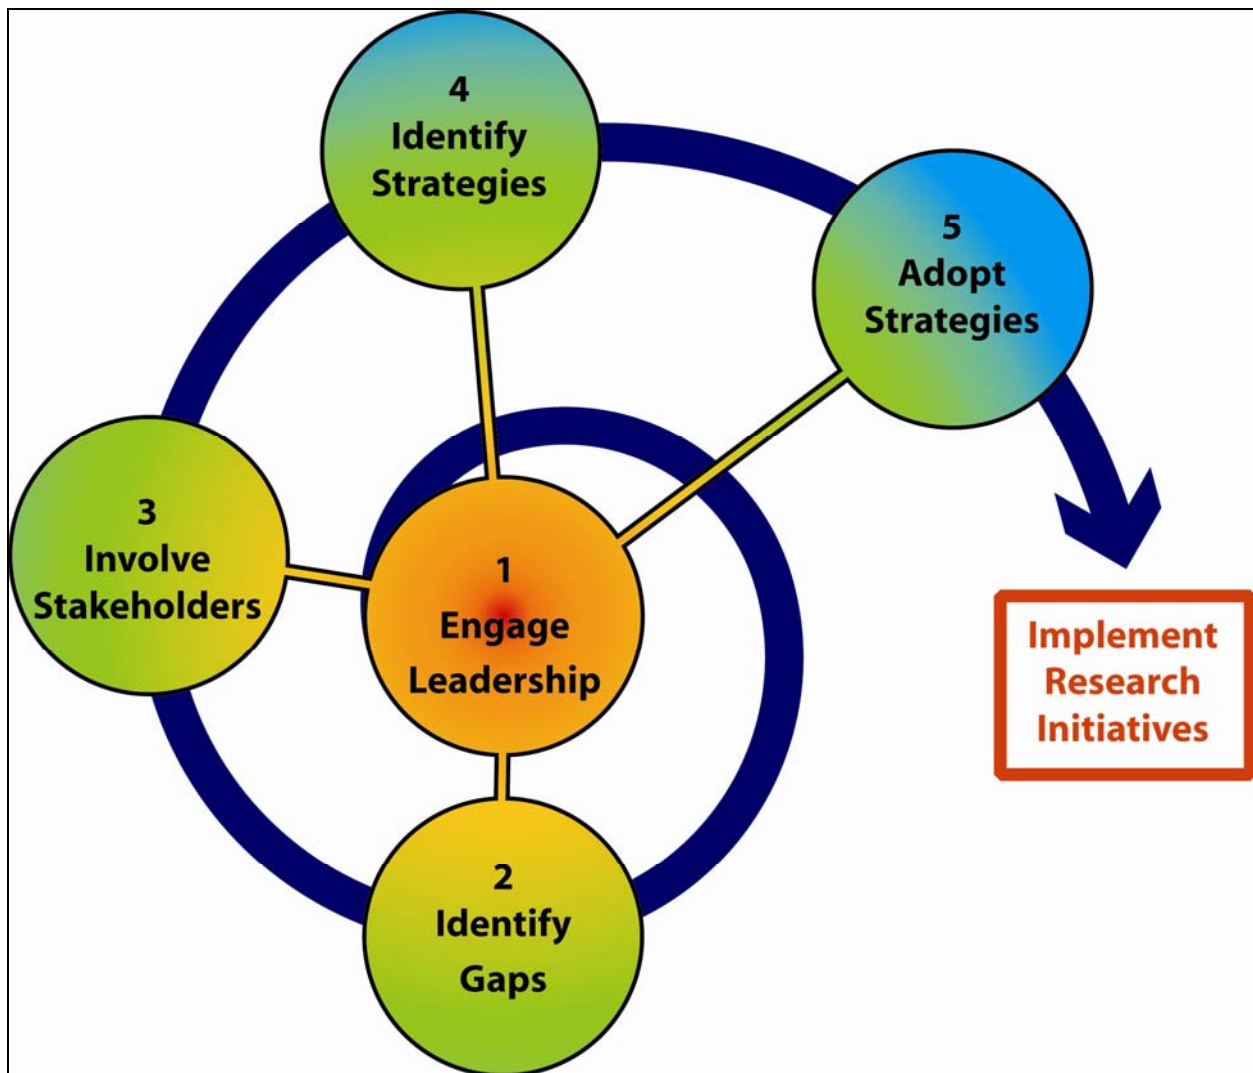 1
Engage
Leadership
2
Identify
Gaps
3
Involve
Stakeholders
4
Identify
Strategies
5
Adopt
Strategies
Implement
Research
Initiatives